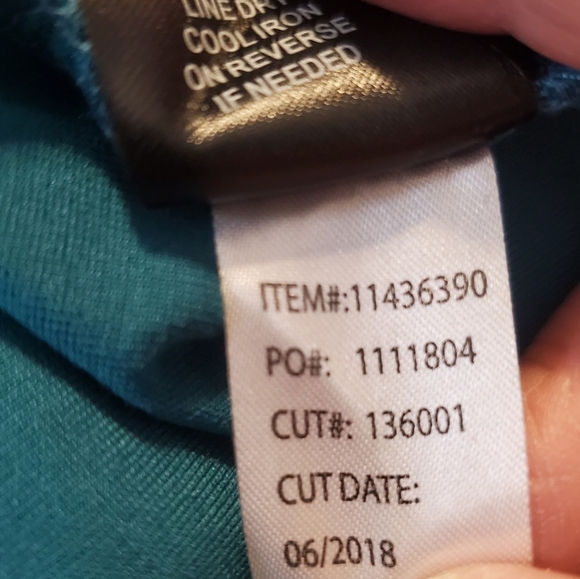 LINE DRY
COOL IRON
ON REVERSE
IF NEEDED
ITEM#:11436390
PO#: 1111804
CUT#: 136001
CUT DATE:
06/2018